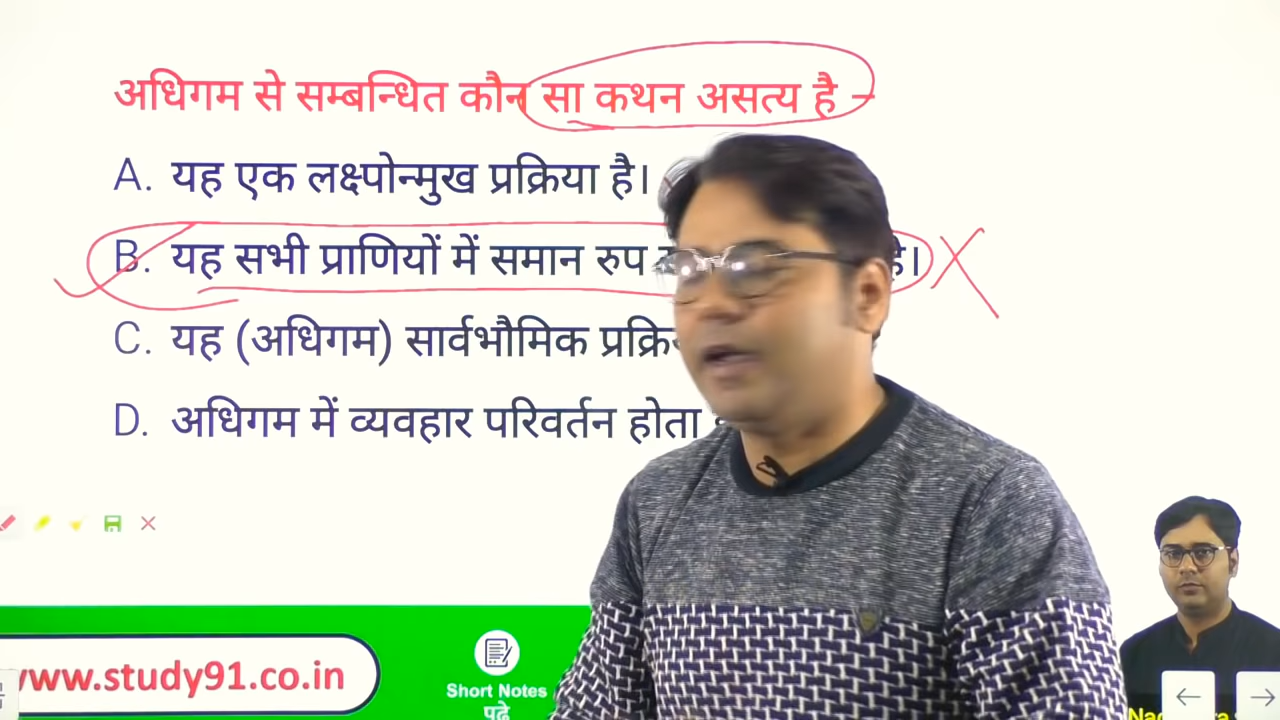 अधिगम से सम्बन्धित कौन सा कथन असत्य है -
A. यह एक लक्ष्पोन्मुख प्रक्रिया है।
B. यह सभी प्राणियों में समान रुप है।
C. यह (अधिगम) सार्वभौमिक
D. अधिगम में व्यवहार परिवर्तन होता
www.study91.co.in
Short Notes
पढ़े